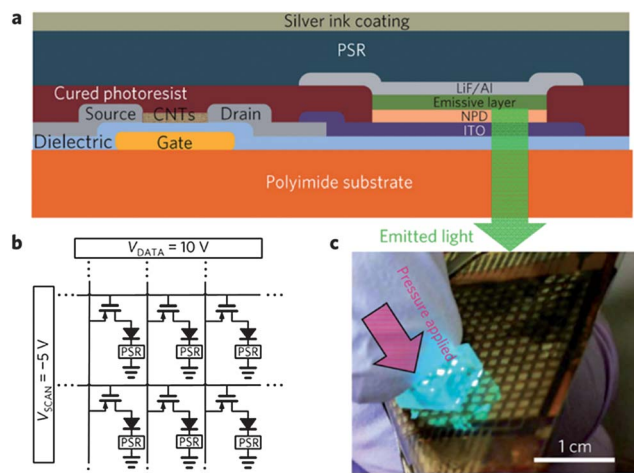 a
Silver ink coating
PSR
LiF/Al
Cured photoresist
Emissive layer
Source
CNTs
Drain
NPD
ITO
Dielectric
Gate
Polyimide substrate
Emitted light
b
V_DATA = 10 V
V_SCAN = −5 V
PSR
PSR
PSR
PSR
PSR
PSR
c
Pressure applied
1 cm